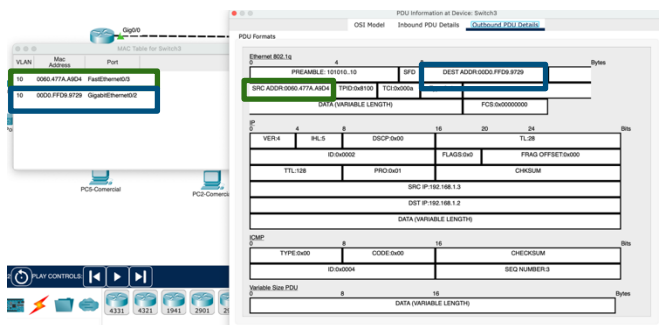 Gig0/0
MAC Table for Switch3
VLAN Mac Address Port
10 0060.477A.A9D4 FastEthernet0/3
10 00D0.FFD9.9729 GigabitEthernet0/2
PC5-Comercial
PC2-Comerci
PLAY CONTROLS:
4331 4321 1941 2901
PDU Information at Device: Switch3
OSI Model Inbound PDU Details Outbound PDU Details
PDU Formats
Ethernet 802.1q
0 4 Bytes
PREAMBLE: 101010..10 SFD DEST ADDR:00D0.FFD9.9729
SRC ADDR:0060.477A.A9D4 TPID:0x8100 TCI:0x000a
DATA (VARIABLE LENGTH) FCS:0x00000000
IP
0 4 8 16 20 24 Bits
VER:4 IHL:5 DSCP:0x00 TL:28
ID:0x0002 FLAGS:0x0 FRAG OFFSET:0x000
TTL:128 PRO:0x01 CHKSUM
SRC IP:192.168.1.3
DST IP:192.168.1.2
DATA (VARIABLE LENGTH)
ICMP
0 8 16 Bits
TYPE:0x00 CODE:0x00 CHECKSUM
ID:0x0004 SEQ NUMBER:3
Variable Size PDU
0 8 16 Bytes
DATA (VARIABLE LENGTH)